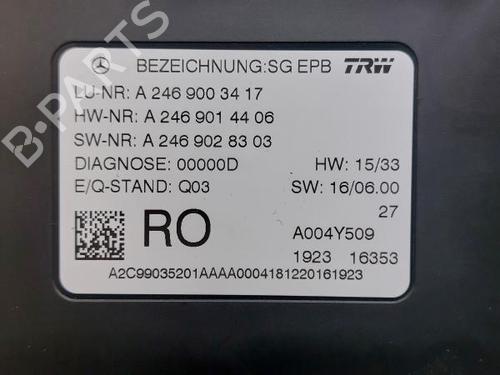 BEZEICHNUNG:SG EPB TRW
LU-NR: A 246 900 34 17
HW-NR: A 246 901 44 06
SW-NR: A 246 902 83 03
DIAGNOSE: 00000D HW: 15/33
E/Q-STAND: Q03 SW: 16/06.00
27
RO A004Y509
1923 16353
A2C99035201AAAA0004181220161923
B-PARTS